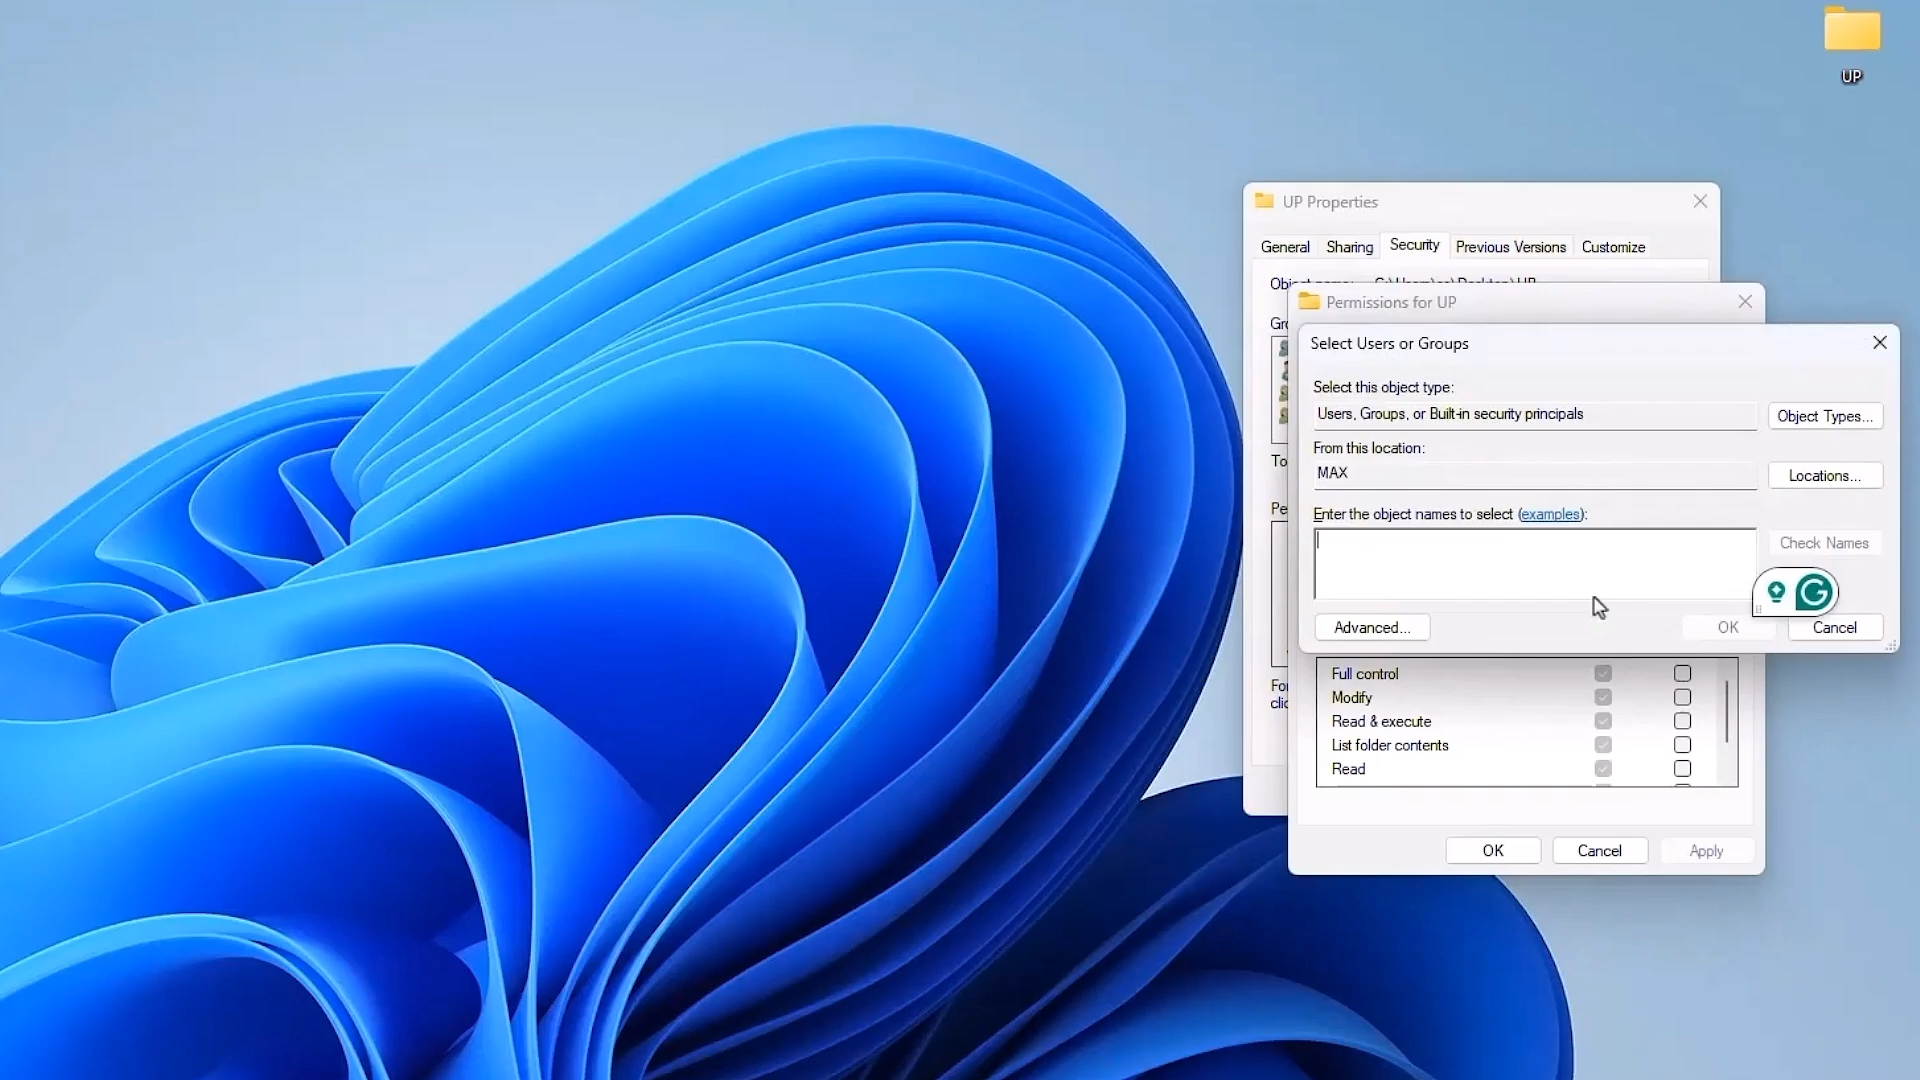 UP
UP Properties
General Sharing Security Previous Versions Customize
Permissions for UP
Select Users or Groups
Select this object type:
Users, Groups, or Built-in security principals
Object Types...
From this location:
MAX
Locations...
Enter the object names to select (examples):
Check Names
Advanced...
OK
Cancel
Full control
Modify
Read & execute
List folder contents
Read
OK
Cancel
Apply